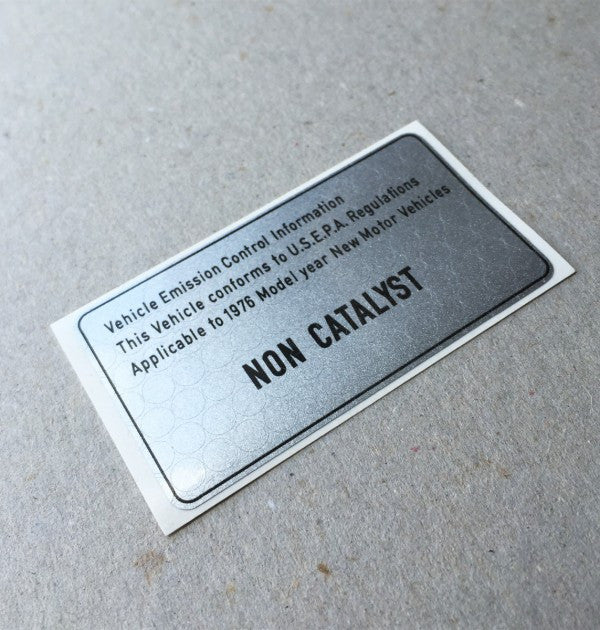 Vehicle Emission Control Information
This Vehicle conforms to U.S.E.P.A. Regulations
Applicable to 1976 Model year New Motor Vehicles
NON CATALYST